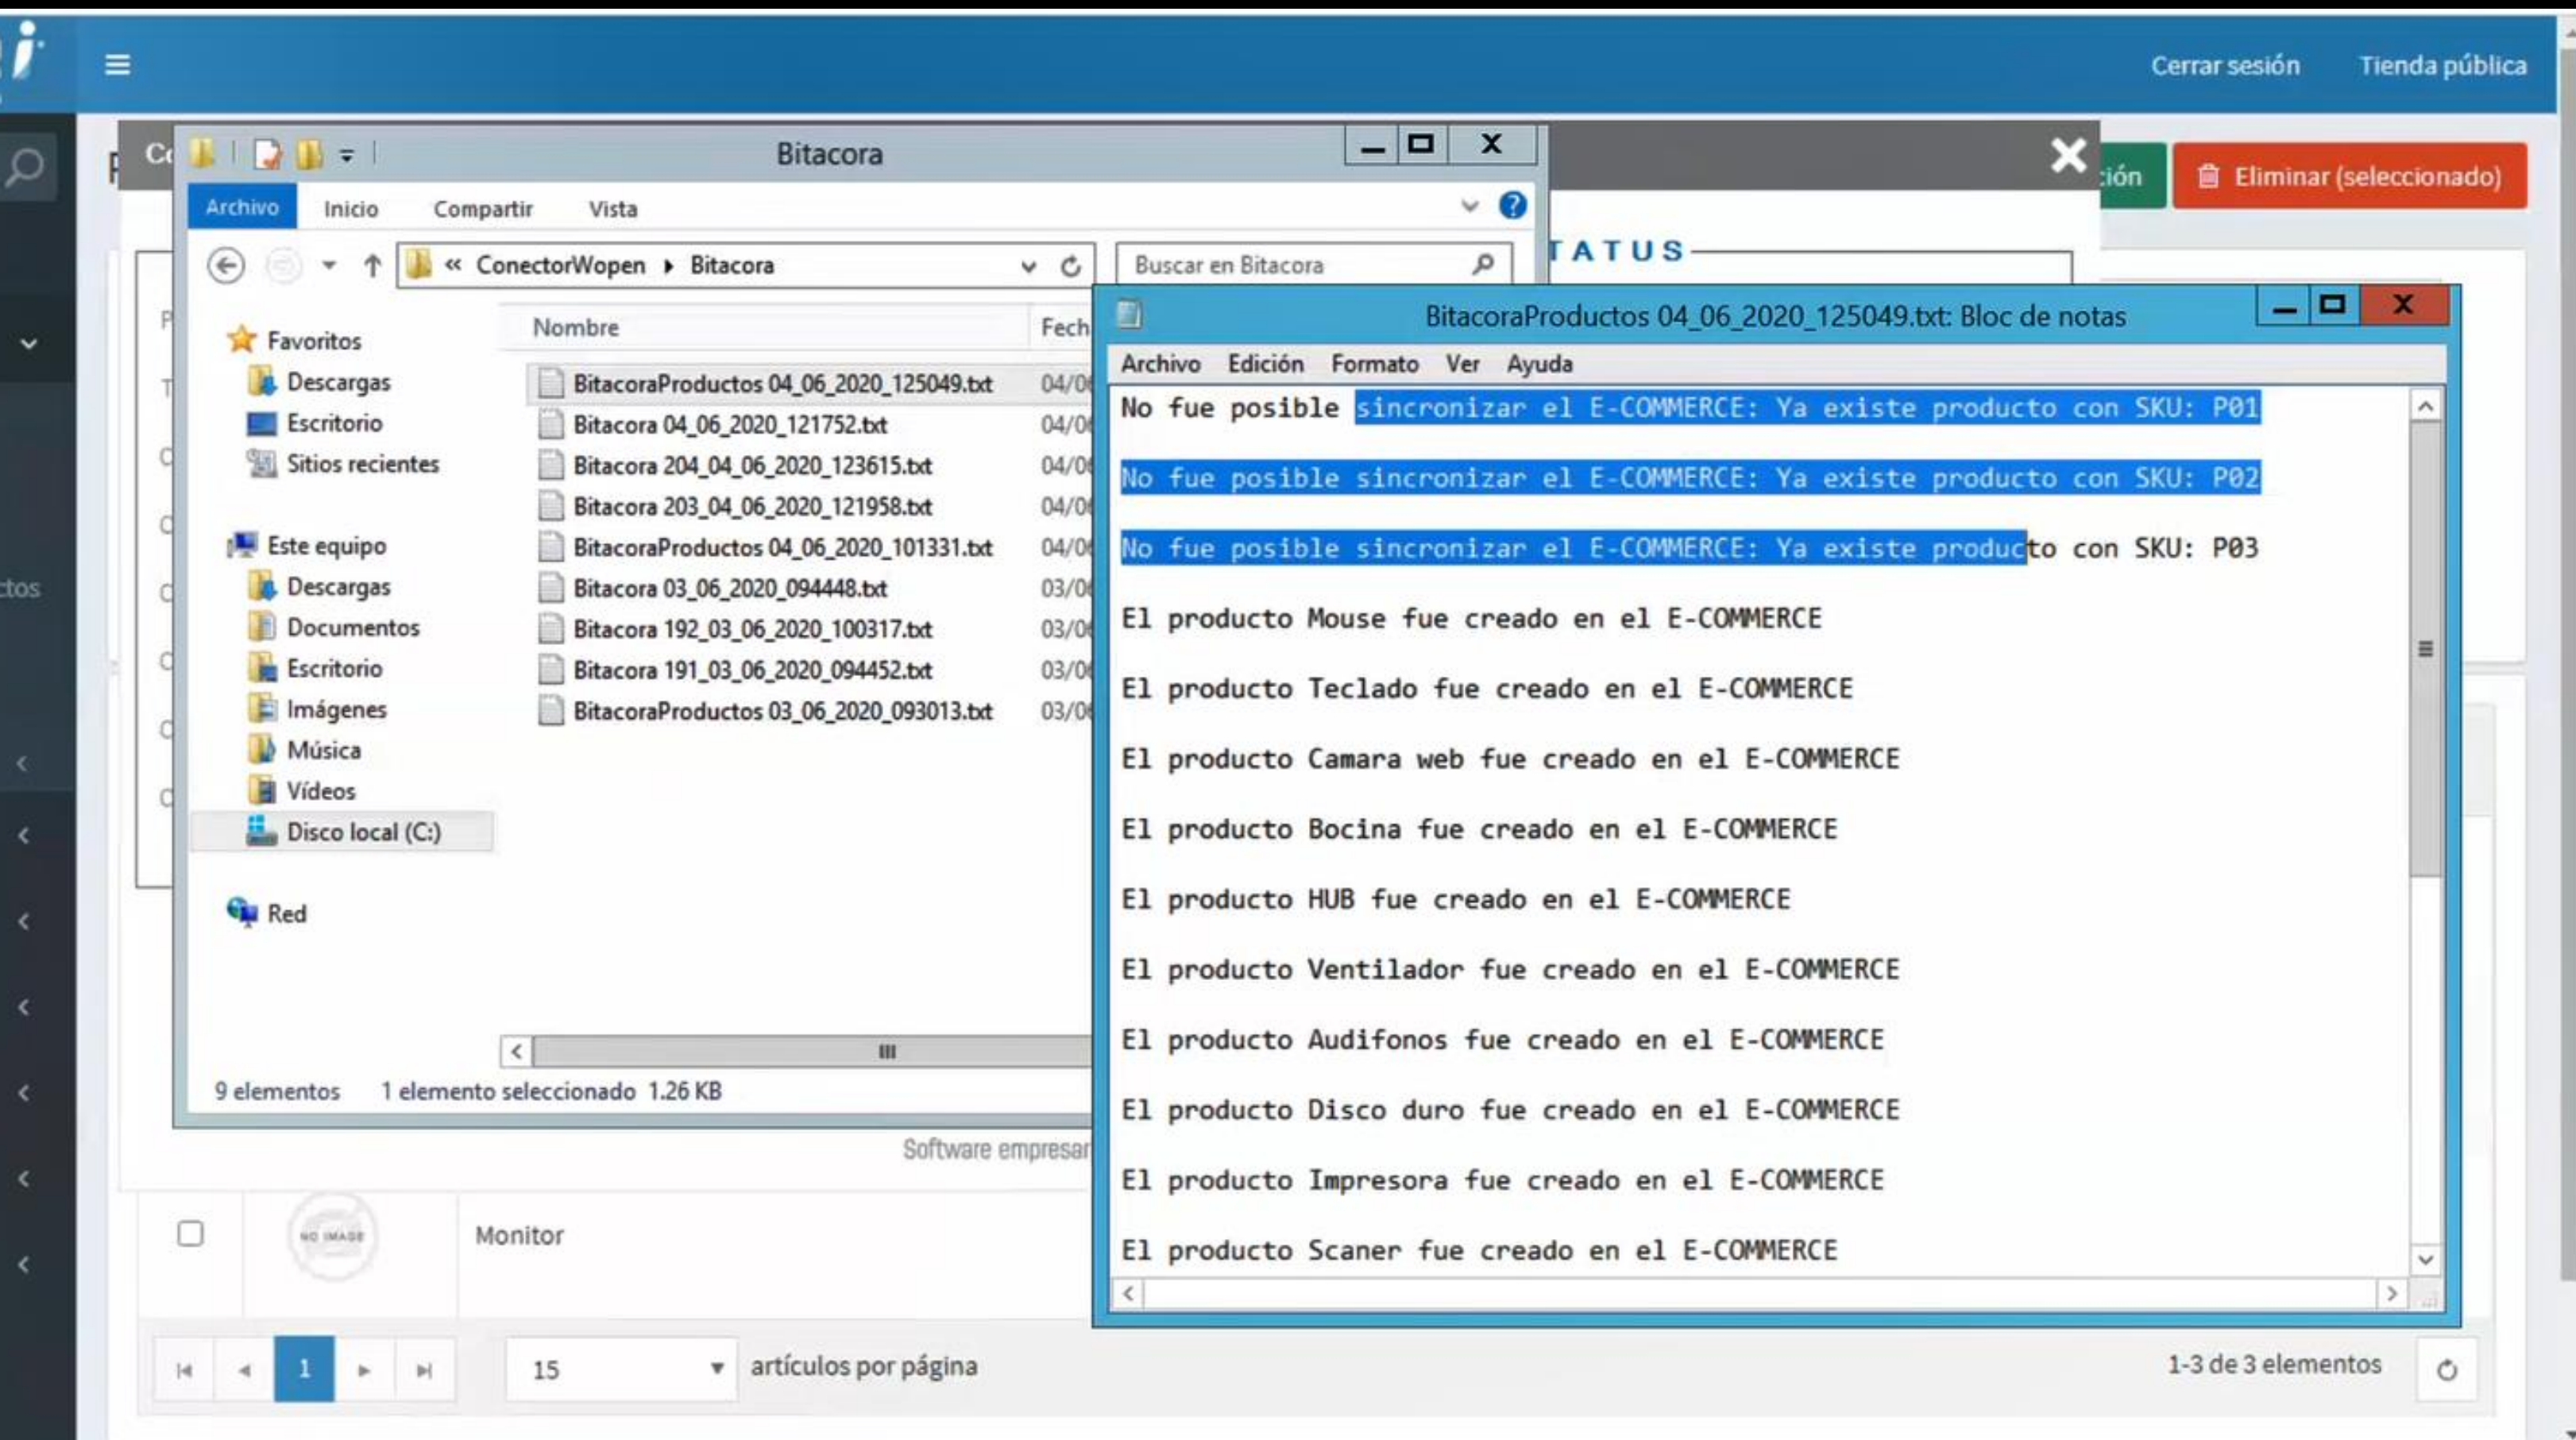 Cerrar sesión Tienda pública
Bitacora
Eliminar (seleccionado)
Archivo Inicio Compartir Vista
« ConectorWopen Bitacora
Buscar en Bitacora
TATUS
Nombre
Favoritos
Descargas
Escritorio
Sitios recientes
Este equipo
Descargas
Documentos
Escritorio
Imágenes
Música
Vídeos
Disco local (C:)
Red
BitacoraProductos 04_06_2020_125049.txt
Bitacora 04_06_2020_121752.txt
Bitacora 204_04_06_2020_123615.txt
Bitacora 203_04_06_2020_121958.txt
BitacoraProductos 04_06_2020_101331.txt
Bitacora 03_06_2020_094448.txt
Bitacora 192_03_06_2020_100317.txt
Bitacora 191_03_06_2020_094452.txt
BitacoraProductos 03_06_2020_093013.txt
9 elementos 1 elemento seleccionado 1.26 KB
BitacoraProductos 04_06_2020_125049.txt: Bloc de notas
Archivo Edición Formato Ver Ayuda
No fue posible sincronizar el E-COMMERCE: Ya existe producto con SKU: P01
No fue posible sincronizar el E-COMMERCE: Ya existe producto con SKU: P02
No fue posible sincronizar el E-COMMERCE: Ya existe producto con SKU: P03
El producto Mouse fue creado en el E-COMMERCE
El producto Teclado fue creado en el E-COMMERCE
El producto Camara web fue creado en el E-COMMERCE
El producto Bocina fue creado en el E-COMMERCE
El producto HUB fue creado en el E-COMMERCE
El producto Ventilador fue creado en el E-COMMERCE
El producto Audifonos fue creado en el E-COMMERCE
El producto Disco duro fue creado en el E-COMMERCE
El producto Impresora fue creado en el E-COMMERCE
El producto Scaner fue creado en el E-COMMERCE
Software empresar
NO IMAGE
Monitor
1
15 artículos por página
1-3 de 3 elementos